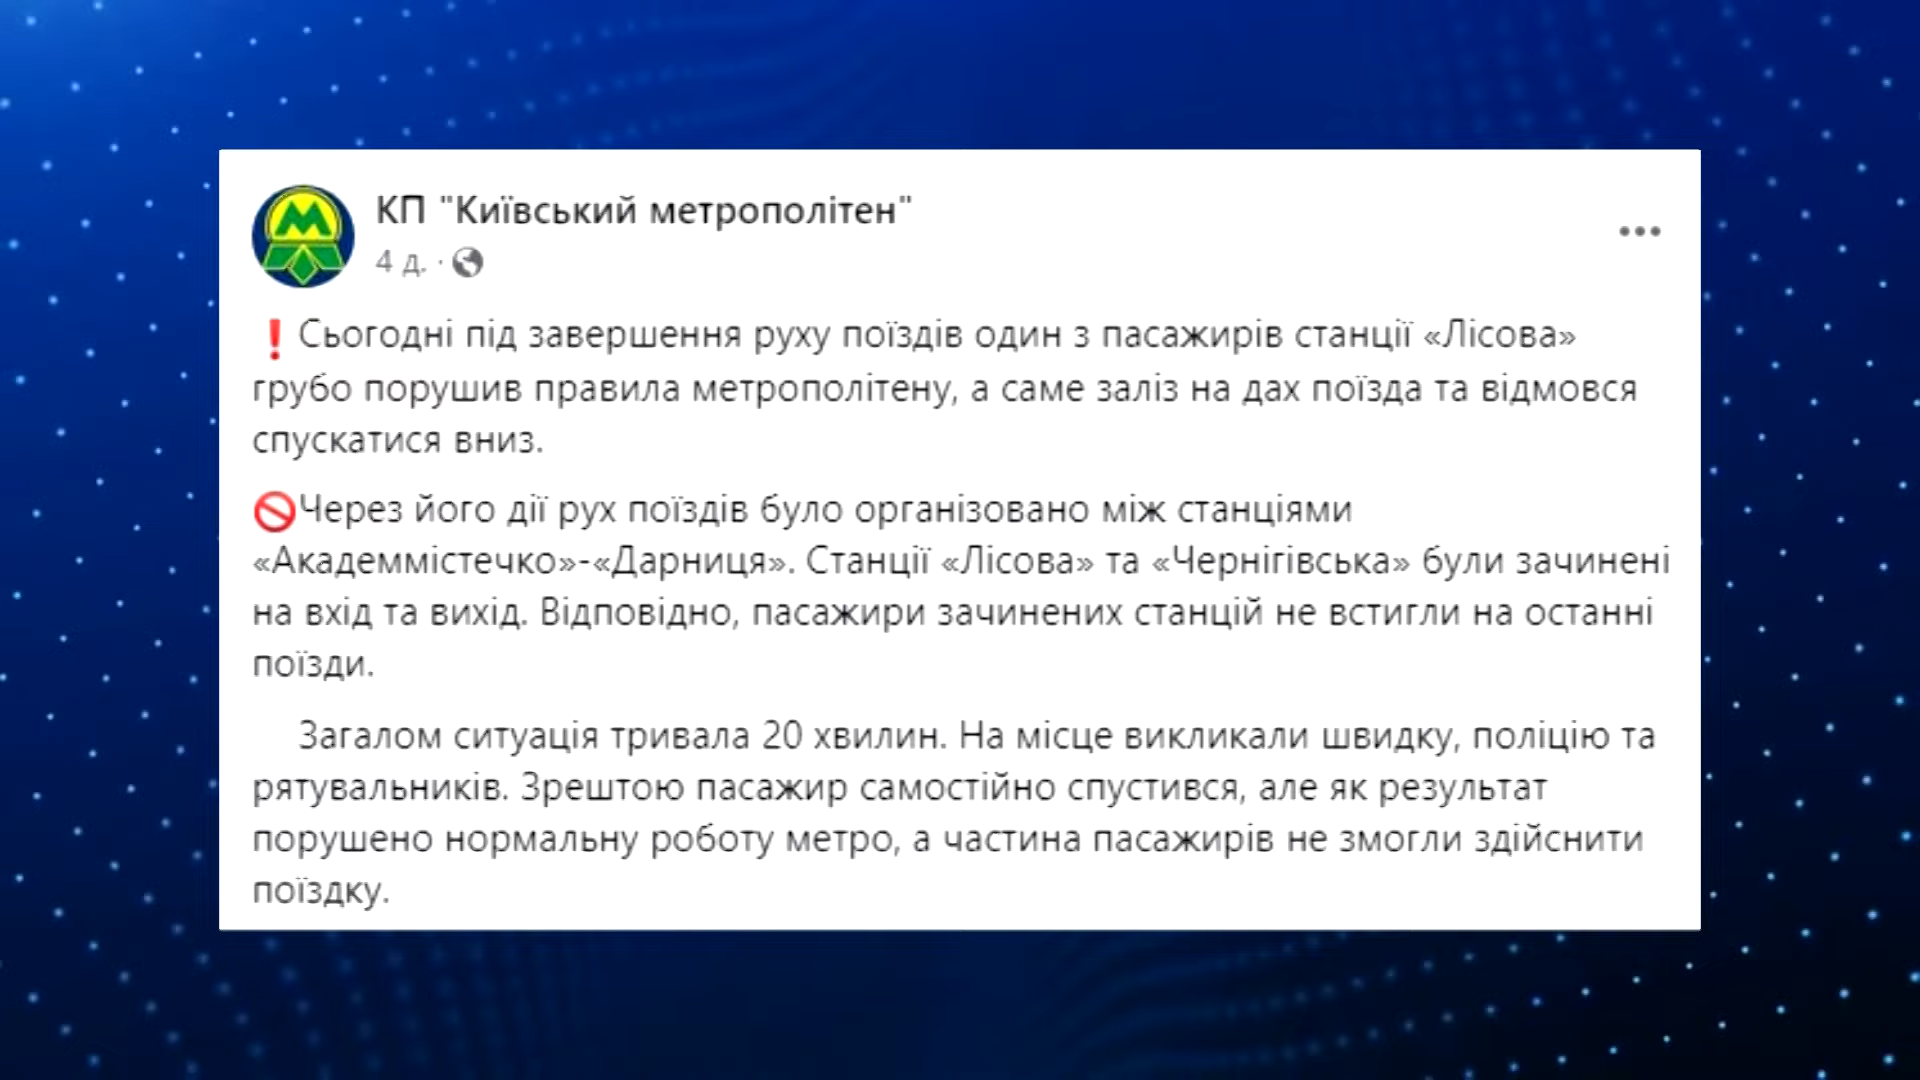 КП "Київський метрополітен"
4 д. ·
❗Сьогодні під завершення руху поїздів один з пасажирів станції «Лісова»
грубо порушив правила метрополітену, а саме заліз на дах поїзда та відмовся
спускатися вниз.
🚫Через його дії рух поїздів було організовано між станціями
«Академмістечко»-«Дарниця». Станції «Лісова» та «Чернігівська» були зачинені
на вхід та вихід. Відповідно, пасажири зачинених станцій не встигли на останні
поїзди.
Загалом ситуація тривала 20 хвилин. На місце викликали швидку, поліцію та
рятувальників. Зрештою пасажир самостійно спустився, але як результат
порушено нормальну роботу метро, а частина пасажирів не змогли здійснити
поїздку.